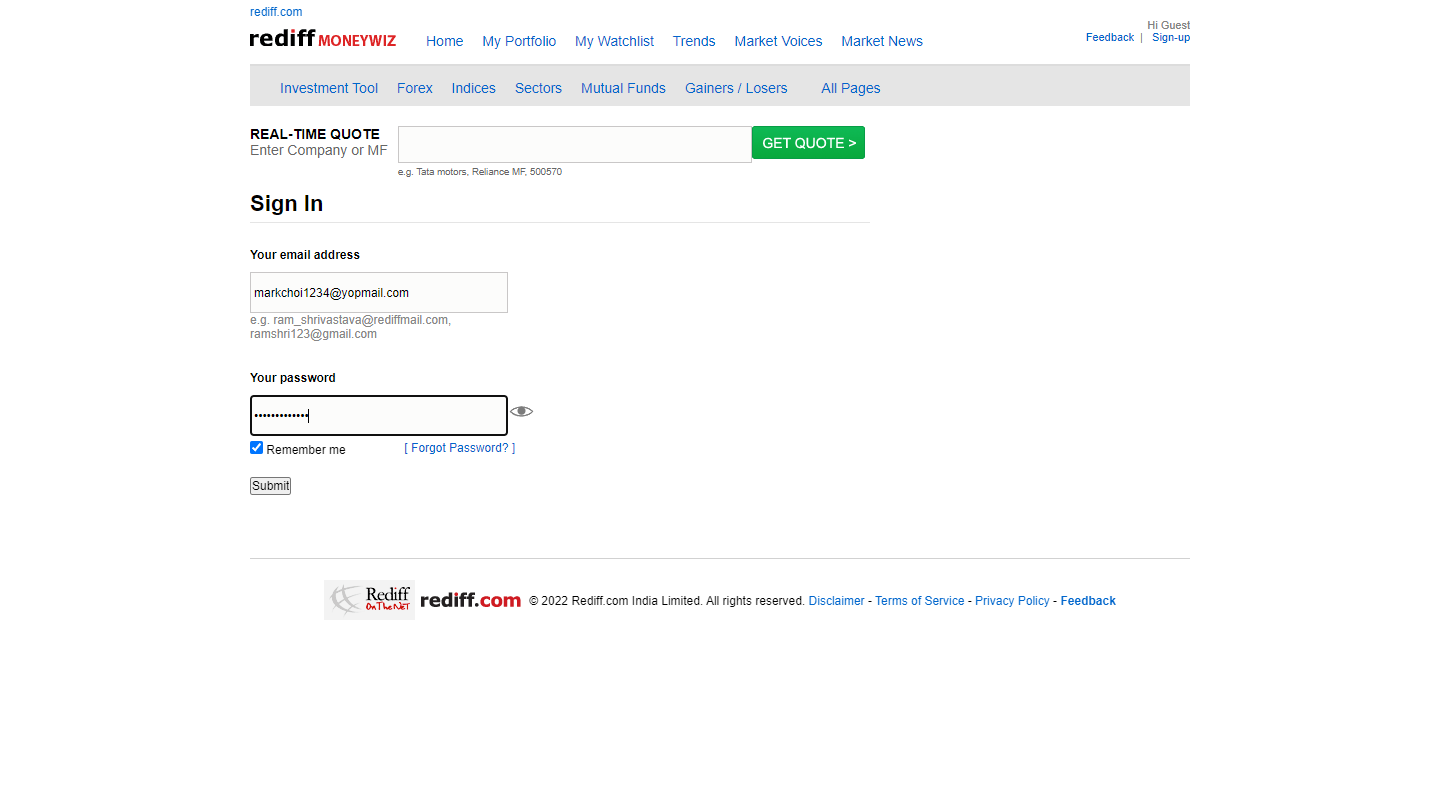 rediff.com
rediff MONEYWIZ
Home My Portfolio My Watchlist Trends Market Voices Market News
Hi Guest
Feedback | Sign-up
Investment Tool Forex Indices Sectors Mutual Funds Gainers / Losers All Pages
REAL-TIME QUOTE
Enter Company or MF
GET QUOTE >
e.g. Tata motors, Reliance MF, 500570
Sign In
Your email address
markchoi1234@yopmail.com
e.g. ram_shrivastava@rediffmail.com,
ramshri123@gmail.com
Your password
•••••••••••••
Remember me [ Forgot Password? ]
Submit
Rediff
On The Net
rediff.com © 2022 Rediff.com India Limited. All rights reserved. Disclaimer - Terms of Service - Privacy Policy - Feedback